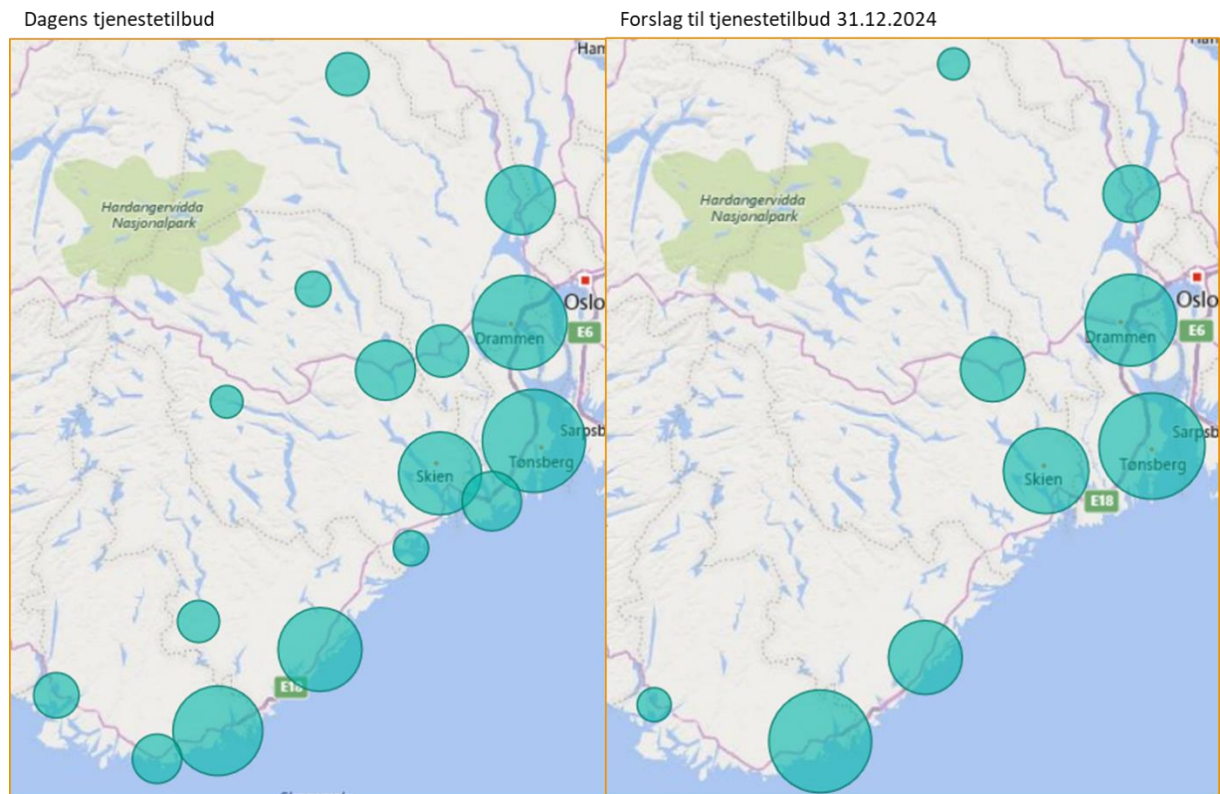 Dagens tjenestetilbud
Forslag til tjenestetilbud 31.12.2024
Ham
Hardangervidda
Nasjonalpark
Oslo
E6
Drammen
Sarpsb
Tønsberg
Skien
E18
Hardangervidda
Nasjonalpark
Oslo
E6
Drammen
Sarpsb
Tønsberg
Skien
E18